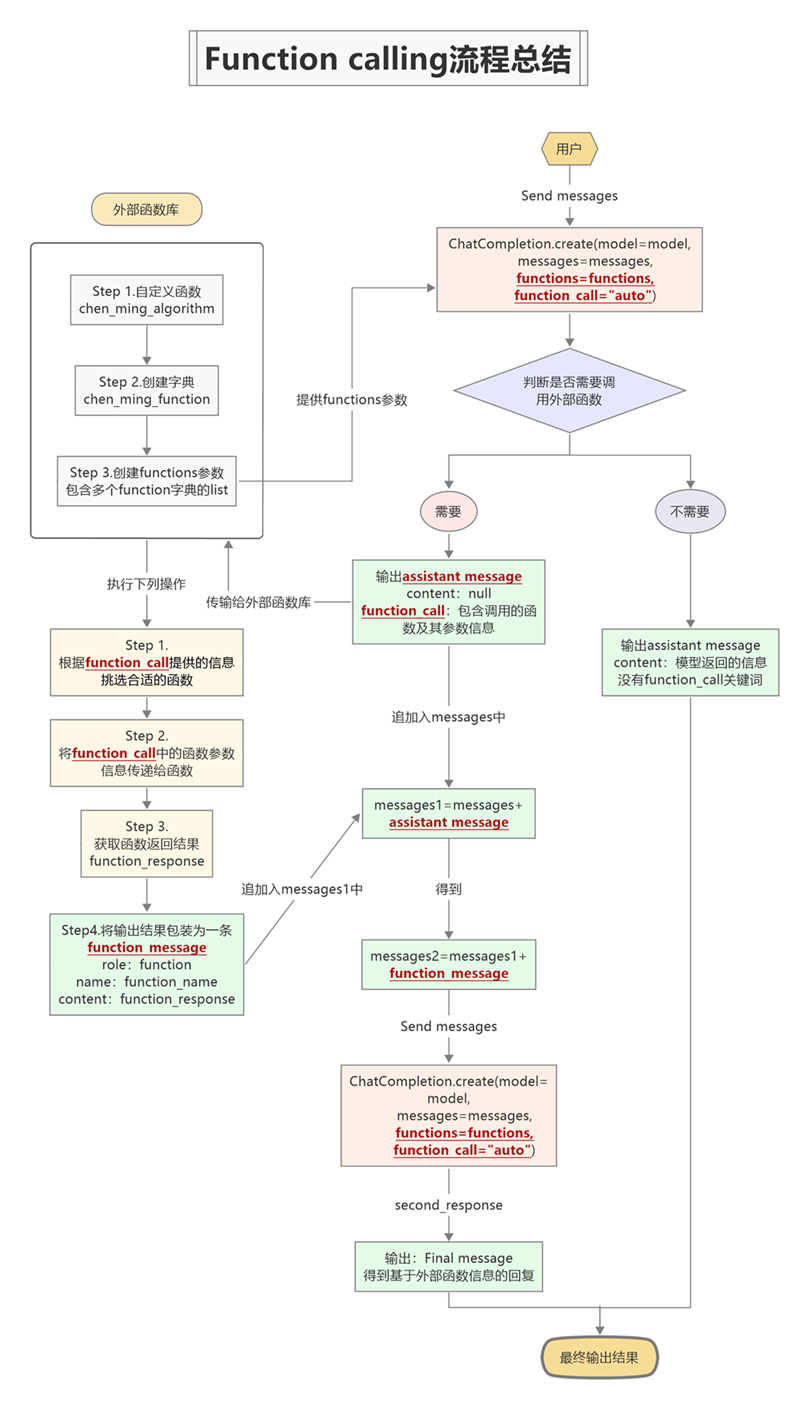 Function calling流程总结
用户
Send messages
外部函数库
ChatCompletion.create(model=model,
messages=messages,
functions=functions,
function_call="auto")
Step 1.自定义函数
chen_ming_algorithm
Step 2.创建字典
chen_ming_function
Step 3.创建functions参数
包含多个function字典的list
提供functions参数
判断是否需要调
用外部函数
需要
不需要
执行下列操作
传输给外部函数库
输出assistant message
content：null
function_call：包含调用的函
数及其参数信息
输出assistant message
content：模型返回的信息
没有function_call关键词
Step 1.
根据function_call提供的信息
挑选合适的函数
Step 2.
将function_call中的函数参数
信息传递给函数
Step 3.
获取函数返回结果
function_response
Step4.将输出结果包装为一条
function_message
role：function
name：function_name
content：function_response
追加入messages1中
追加入messages中
messages1=messages+
assistant message
得到
messages2=messages1+
function_message
Send messages
ChatCompletion.create(model=
model,
messages=messages,
functions=functions,
function_call="auto")
second_response
输出：Final message
得到基于外部函数信息的回复
最终输出结果